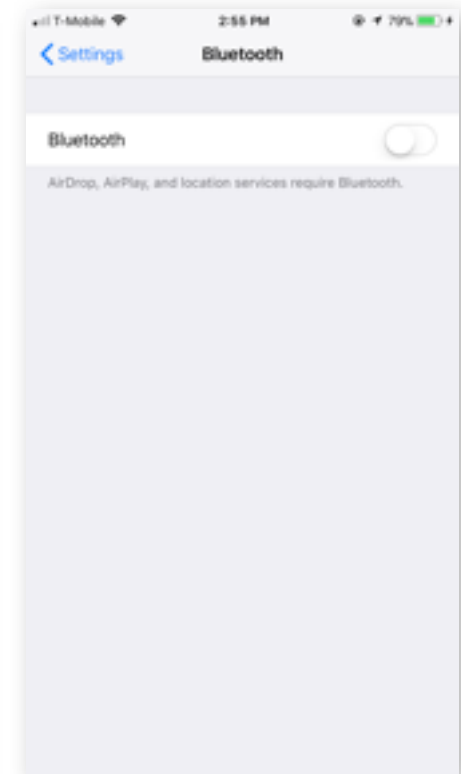 T-Mobile 2:55 PM 79%
Settings Bluetooth
Bluetooth
AirDrop, AirPlay, and location services require Bluetooth.